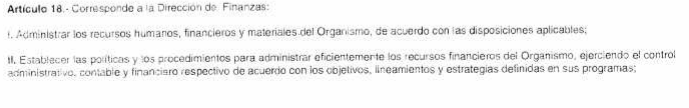 Artículo 18.- Corresponde a la Dirección de Finanzas:
I. Administrar los recursos humanos, financieros y materiales del Organismo, de acuerdo con las disposiciones aplicables;
II. Establecer las políticas y los procedimientos para administrar eficientemente los recursos financieros del Organismo, ejerciendo el control
administrativo, contable y financiero respectivo de acuerdo con los objetivos, lineamientos y estrategias definidas en sus programas;